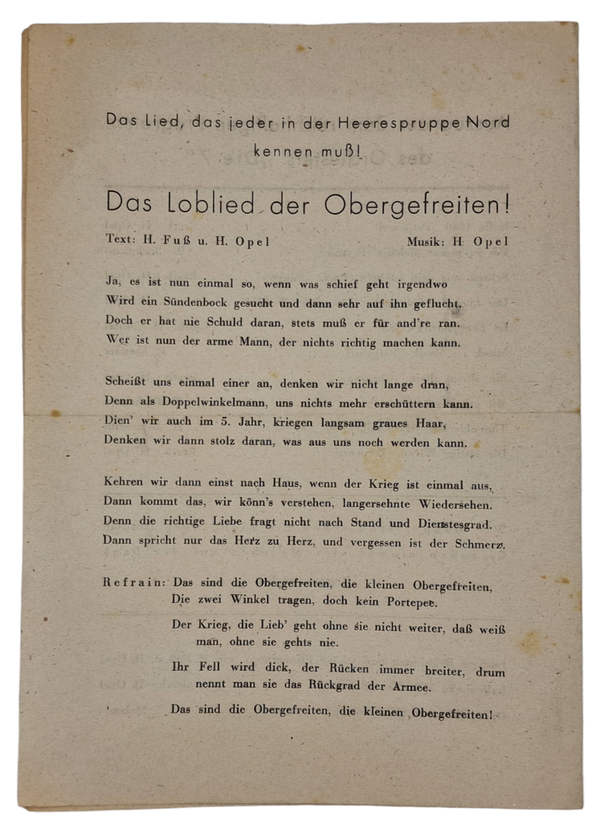 Das Lied, das jeder in der Heerespruppe Nord
kennen muß!
Das Loblied der Obergefreiten!
Text: H. Fuß u. H. Opel Musik: H Opel
Ja, es ist nun einmal so, wenn was schief geht irgendwo
Wird ein Sündenbock gesucht und dann sehr auf ihn geflucht.
Doch er hat nie Schuld daran, stets muß er für and're ran.
Wer ist nun der arme Mann, der nichts richtig machen kann.
Scheißt uns einmal einer an, denken wir nicht lange dran,
Denn als Doppelwinkelmann, uns nichts mehr erschüttern kann.
Dien' wir auch im 5. Jahr, kriegen langsam graues Haar,
Denken wir dann stolz daran, was aus uns noch werden kann.
Kehren wir dann einst nach Haus, wenn der Krieg ist einmal aus,
Dann kommt das, wir könn's verstehen, langersehnte Wiedersehen.
Denn die richtige Liebe fragt nicht nach Stand und Dienstesgrad.
Dann spricht nur das Herz zu Herz, und vergessen ist der Schmerz.
Refrain: Das sind die Obergefreiten, die kleinen Obergefreiten,
Die zwei Winkel tragen, doch kein Portepee.
Der Krieg, die Lieb' geht ohne sie nicht weiter, daß weiß
man, ohne sie gehts nie.
Ihr Fell wird dick, der Rücken immer breiter, drum
nennt man sie das Rückgrad der Armee.
Das sind die Obergefreiten, die kleinen Obergefreiten!